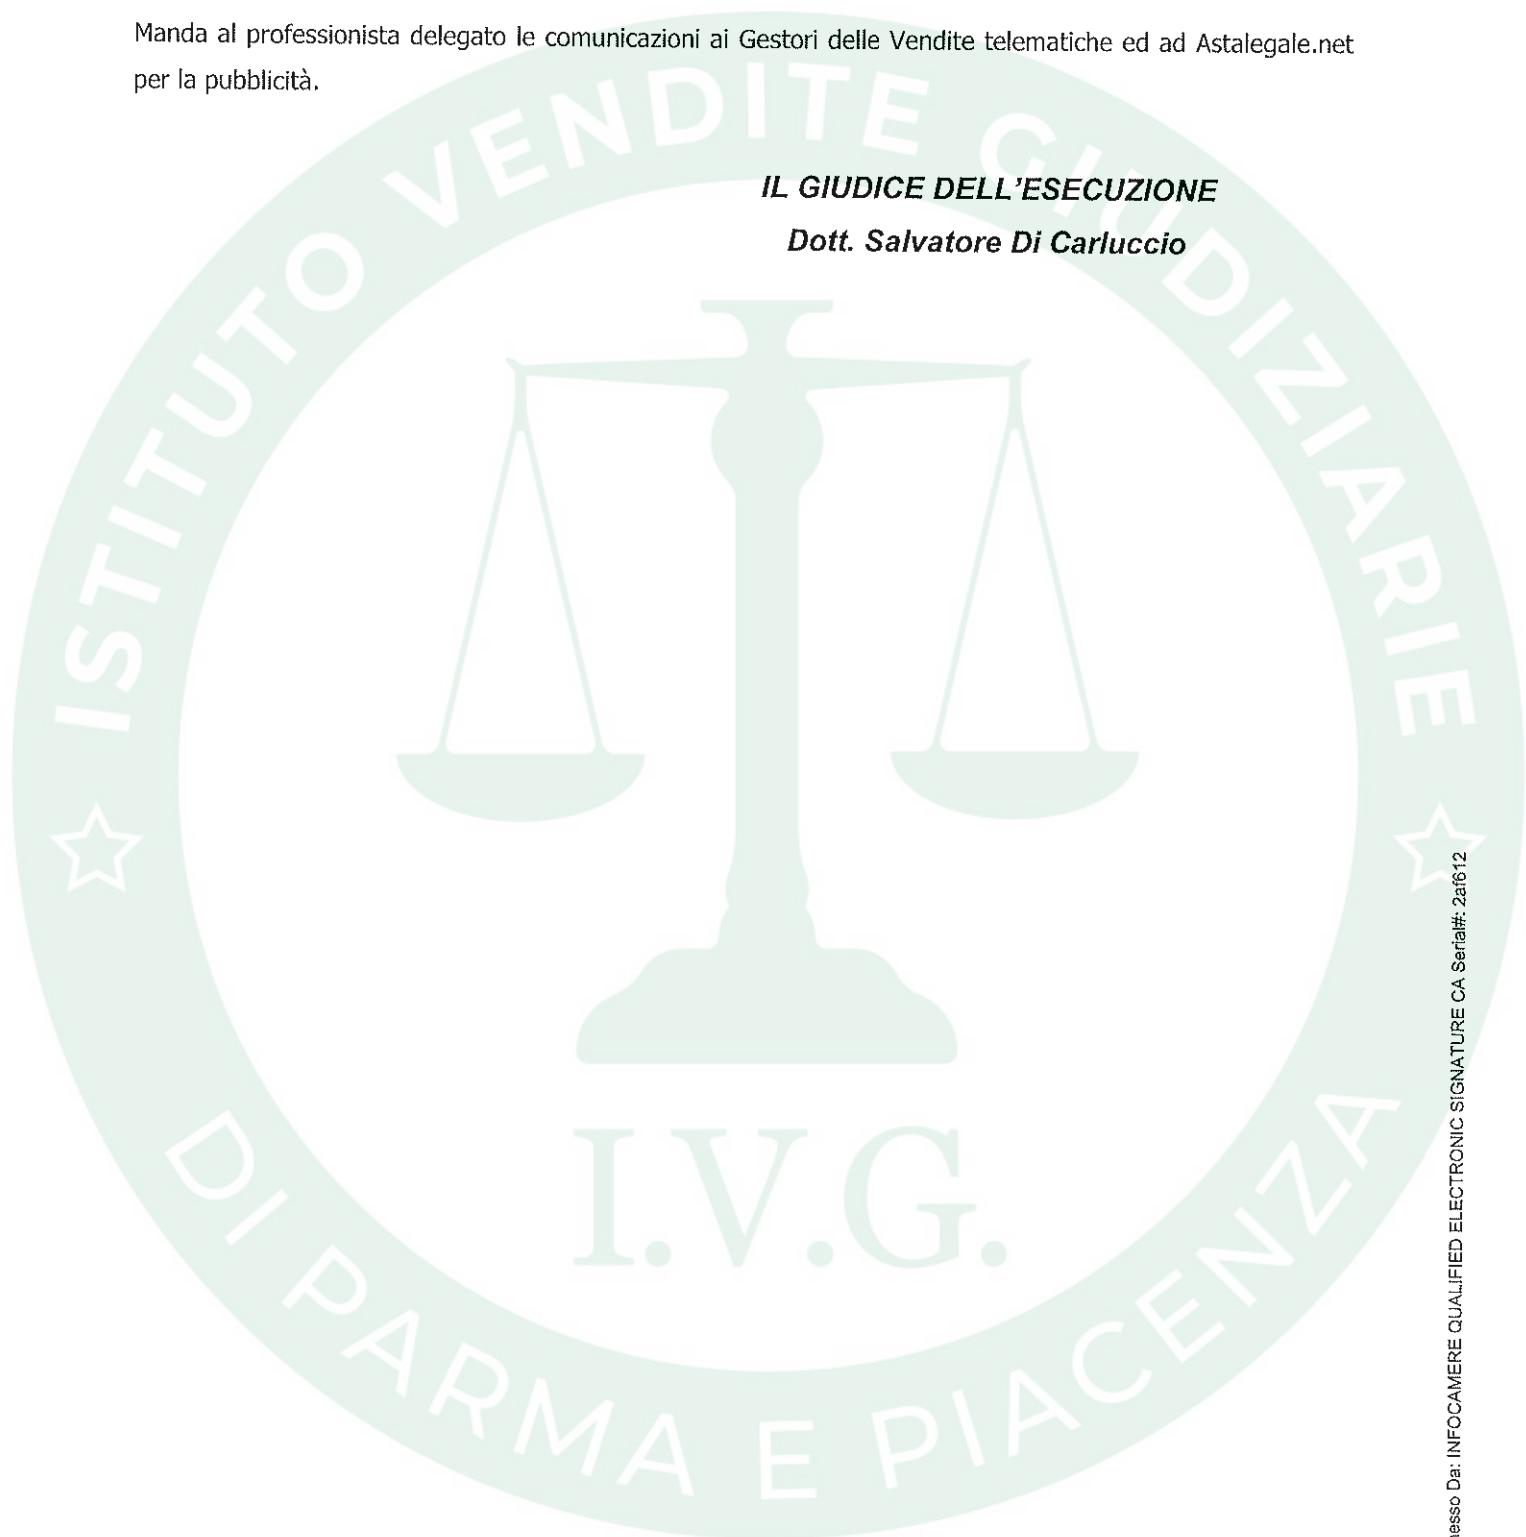 Manda al professionista delegato le comunicazioni ai Gestori delle Vendite telematiche ed ad Astalegale.net
per la pubblicità.
IL GIUDICE DELL'ESECUZIONE
Dott. Salvatore Di Carluccio
ISTITUTO VENDITE GIUDIZIARIE
I.V.G.
DI PARMA E PIACENZA
Da: INFOCAMERE QUALIFIED ELECTRONIC SIGNATURE CA Serial#: 2af612